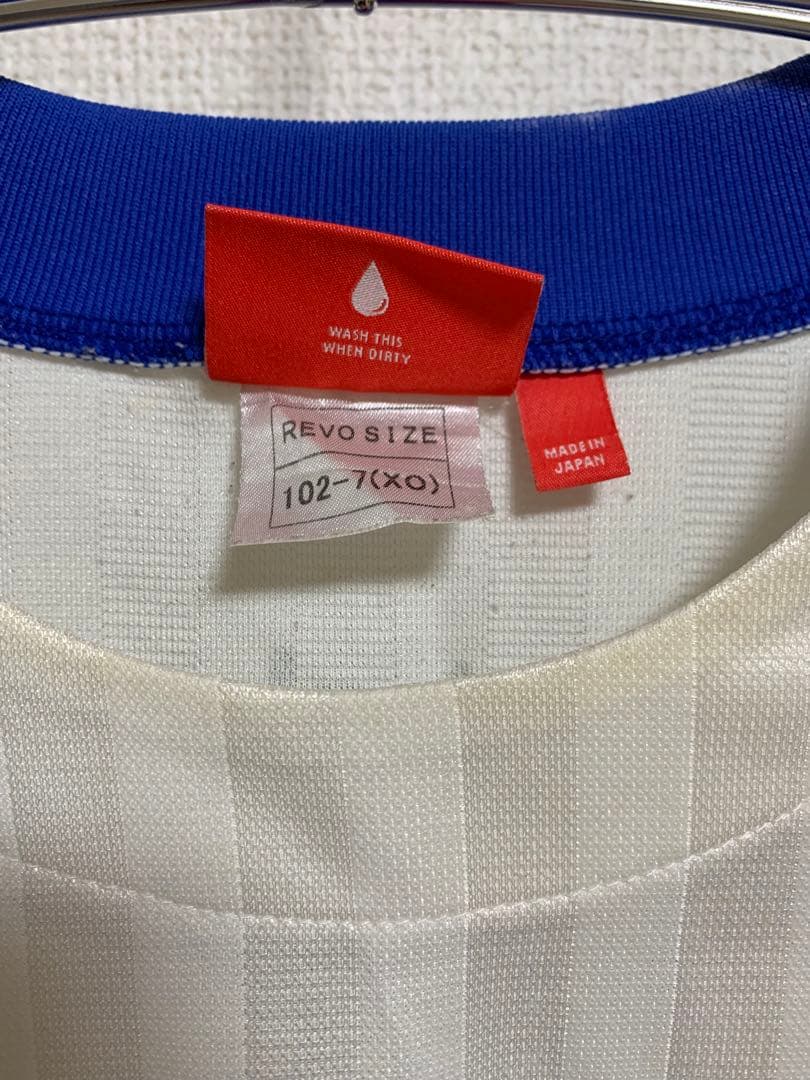 WASH THIS
WHEN DIRTY
REVO SIZE
102-7(XO)
MADE IN
JAPAN